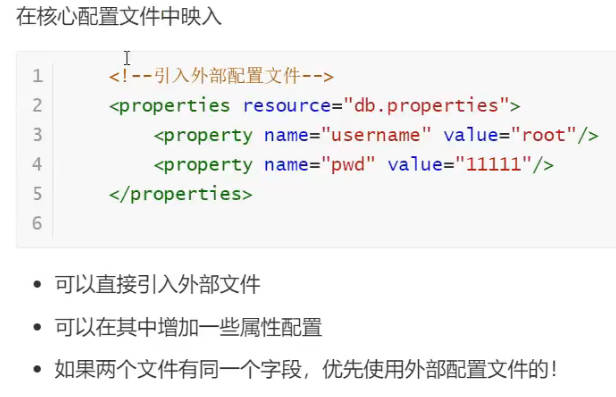 在核心配置文件中映入
1 <!--引入外部配置文件-->
2 <properties resource="db.properties">
3 <property name="username" value="root"/>
4 <property name="pwd" value="11111"/>
5 </properties>
6
可以直接引入外部文件
可以在其中增加一些属性配置
如果两个文件有同一个字段，优先使用外部配置文件的！